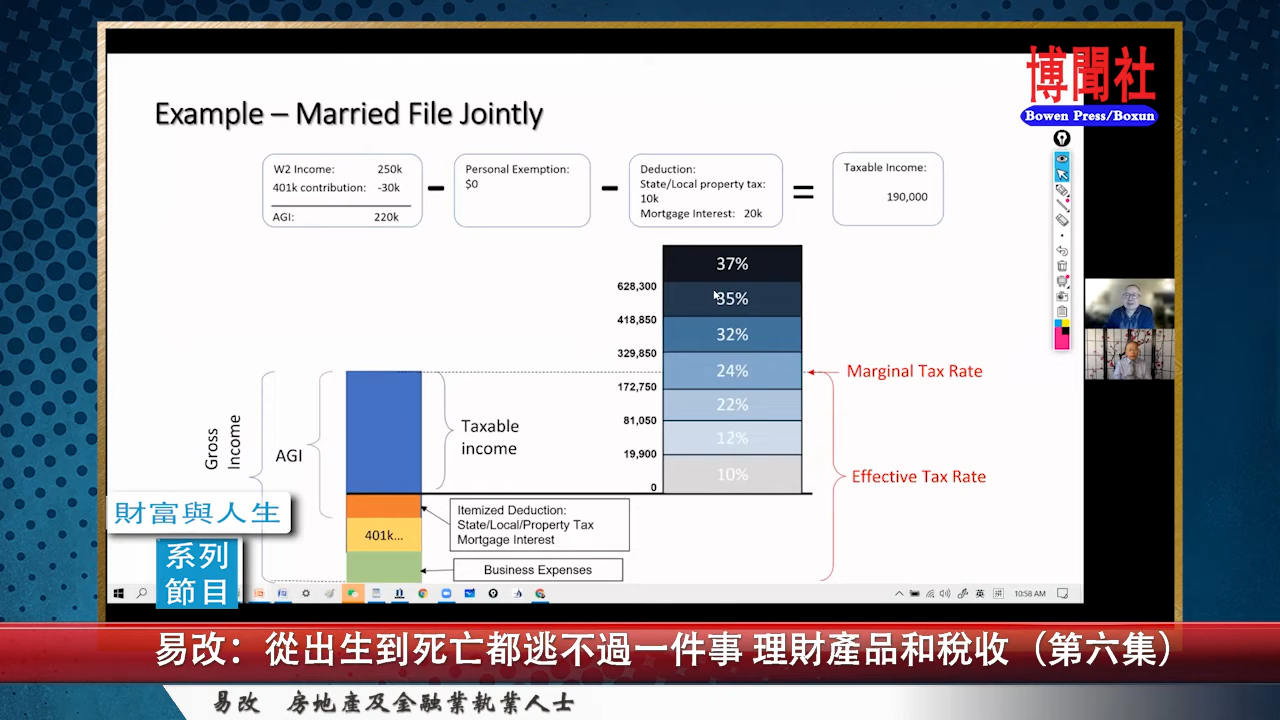 博聞社
Bowen Press/Boxun
Example – Married File Jointly
W2 Income: 250k
401k contribution: -30k
AGI: 220k
Personal Exemption:
$0
Deduction:
State/Local property tax:
10k
Mortgage Interest: 20k
Taxable Income:
190,000
37%
628,300
35%
418,850
32%
329,850
24%
172,750
22%
81,050
12%
19,900
10%
0
Marginal Tax Rate
Effective Tax Rate
Gross
Income
AGI
Taxable
income
Itemized Deduction:
State/Local/Property Tax
Mortgage Interest
401k...
Business Expenses
財富與人生
系列
節目
英
拼
10:58 AM
易改：從出生到死亡都逃不過一件事 理財產品和稅收（第六集）
易改 房地產及金融業執業人士